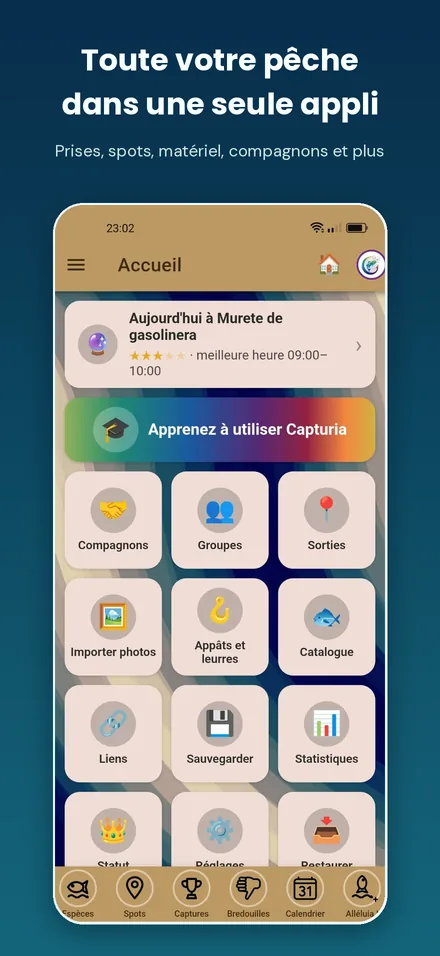 Toute votre pêche
dans une seule appli
Prises, spots, matériel, compagnons et plus
23:02
Accueil
Aujourd'hui à Murete de
gasolinera
★★★★★ · meilleure heure 09:00–
10:00
Apprenez à utiliser Capturia
Compagnons
Groupes
Sorties
Importer photos
Appâts et
leurres
Catalogue
Liens
Sauvegarder
Statistiques
Statut
Réglages
Restaurer
31
Espèces
Spots
Captures
Bredouilles
Calendrier
Alléluia